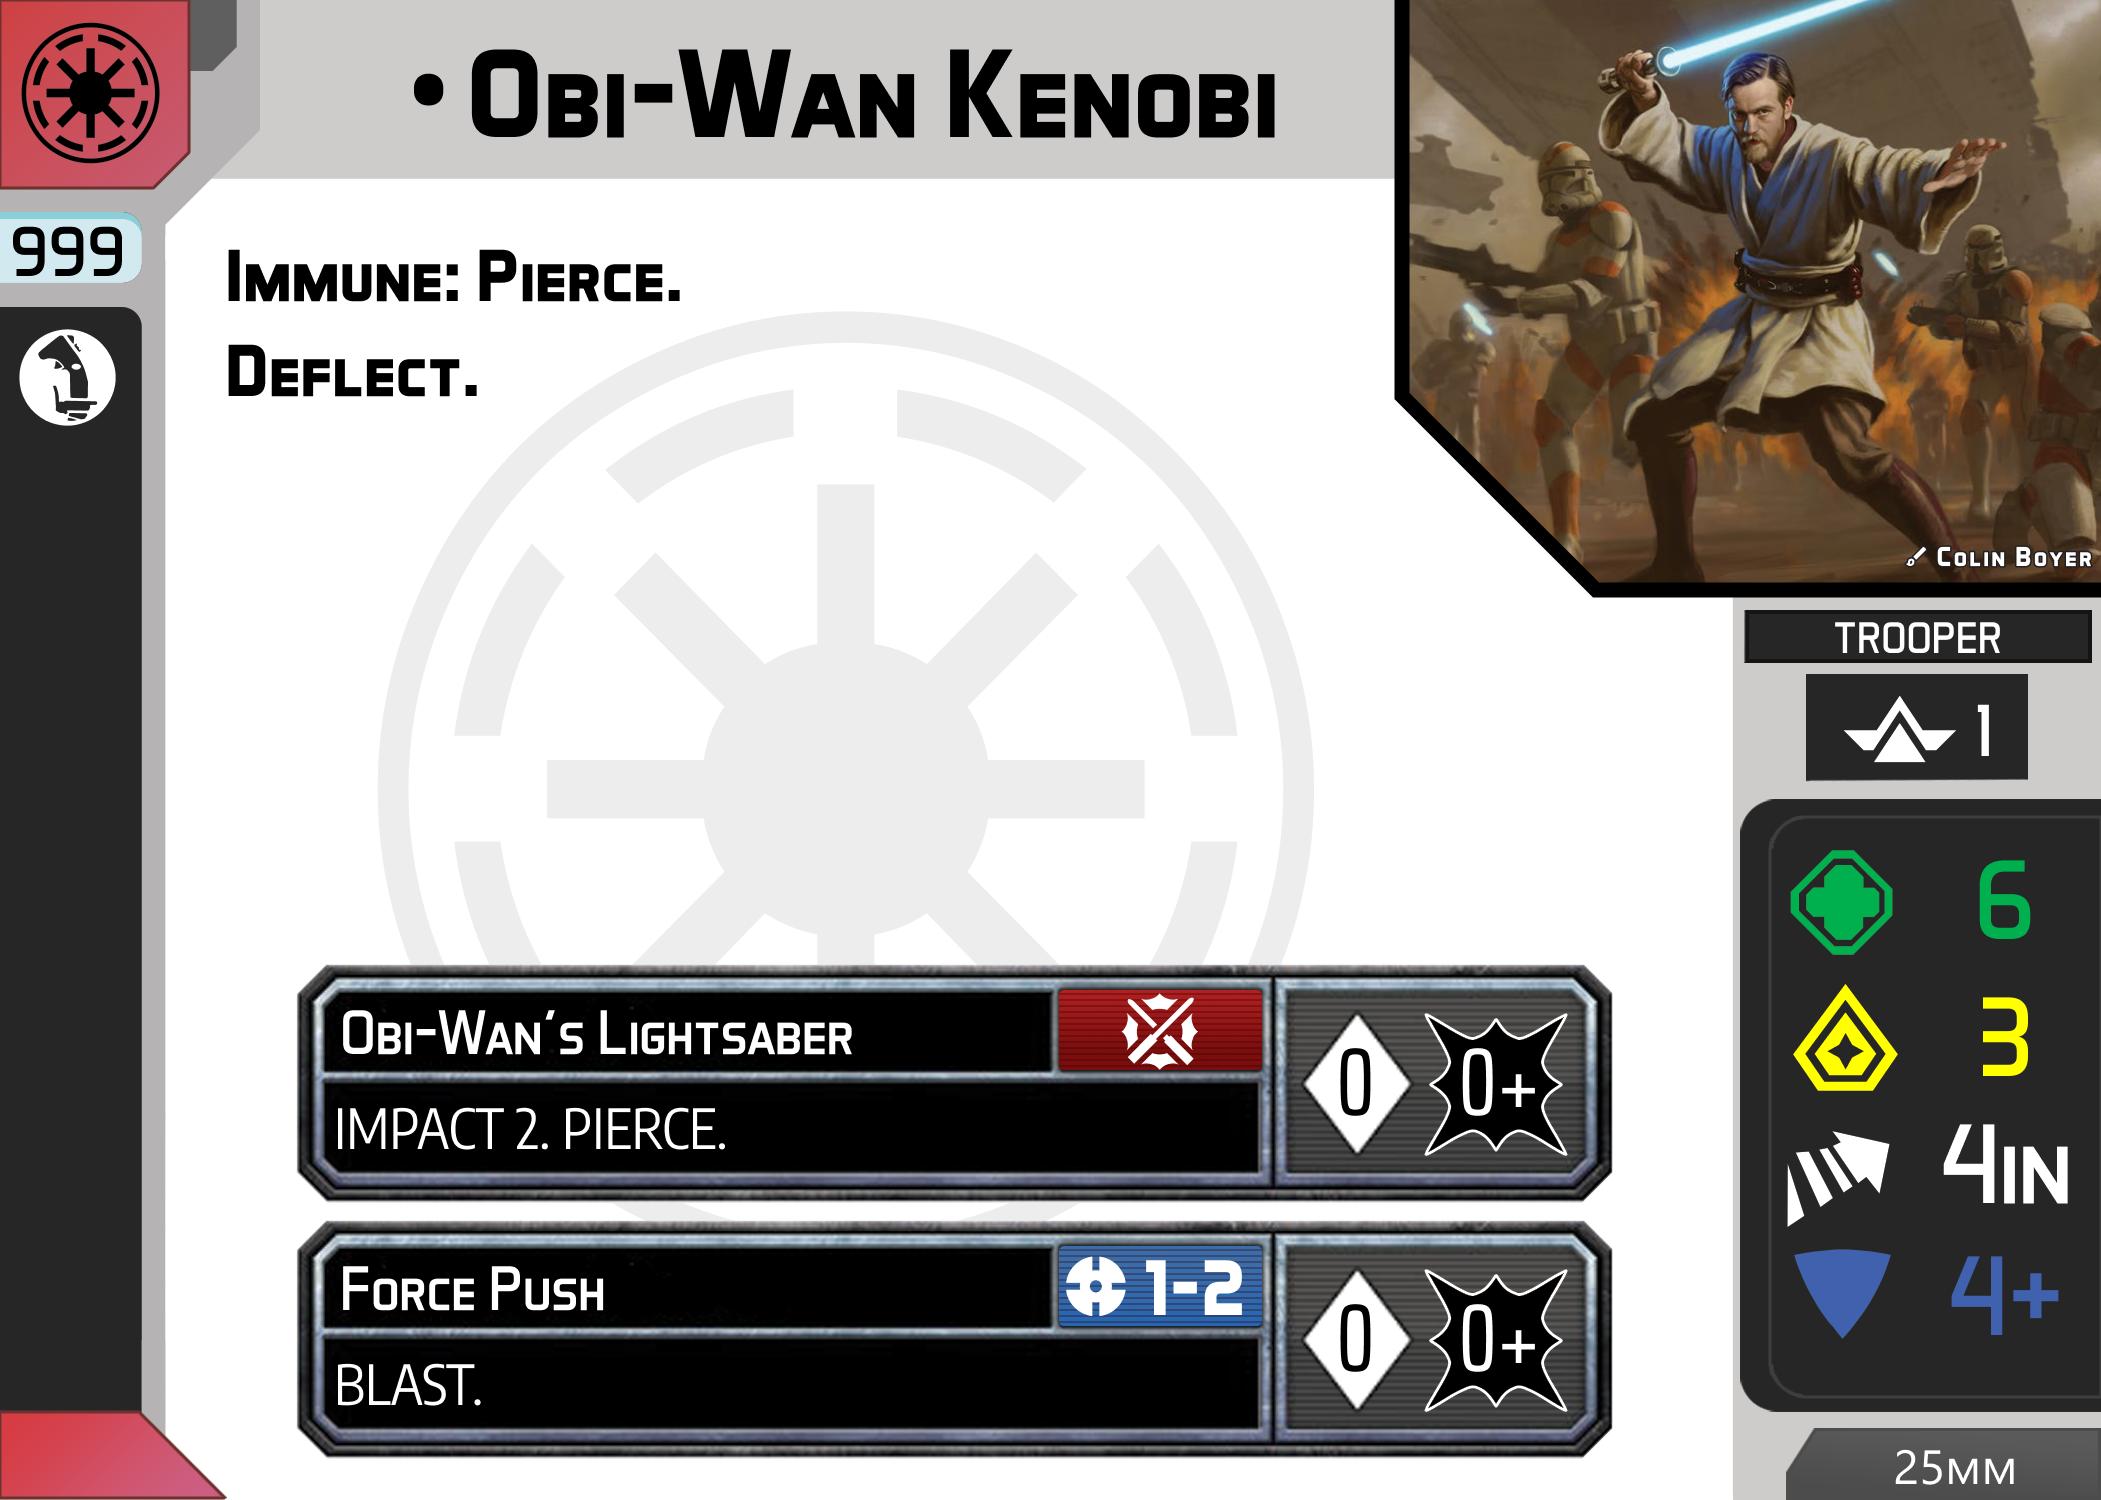 • Obi-Wan Kenobi
999
Immune: Pierce.
Deflect.
Colin Boyer
TROOPER
1
6
3
4in
4+
Obi-Wan´s Lightsaber
0 0+
IMPACT 2. PIERCE.
Force Push 1-2
0 0+
BLAST.
25mm